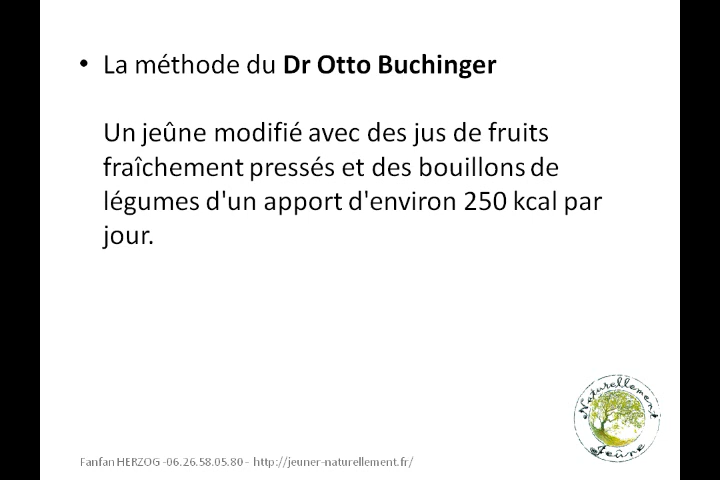 • La méthode du Dr Otto Buchinger
Un jeûne modifié avec des jus de fruits
fraîchement pressés et des bouillons de
légumes d'un apport d'environ 250 kcal par
jour.
Naturellement
Jeûne
Fanfan HERZOG -06.26.58.05.80 - http://jeuner-naturellement.fr/